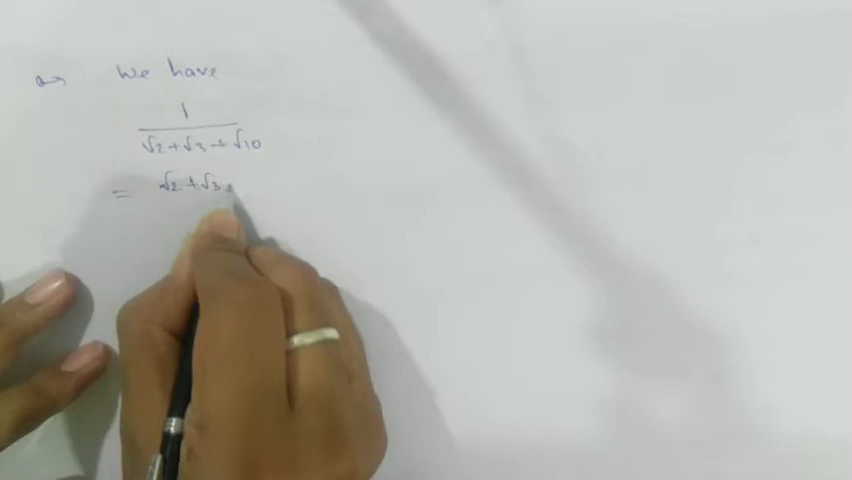 We have
1
√2+√3+√10
= √2+√3